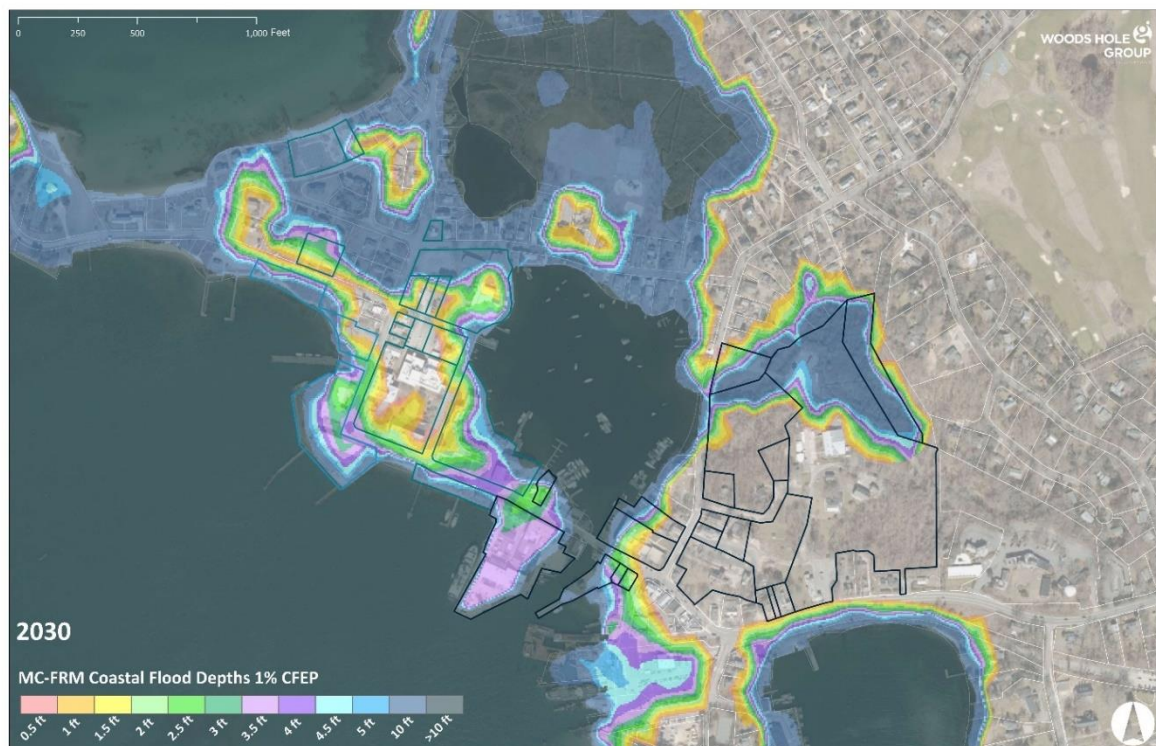 0 250 500 1,000 Feet
WOODS HOLE
GROUP
2030
MC-FRM Coastal Flood Depths 1% CFEP
0.5 ft 1 ft 1.5 ft 2 ft 2.5 ft 3 ft 3.5 ft 4 ft 4.5 ft 5 ft 10 ft >10 ft